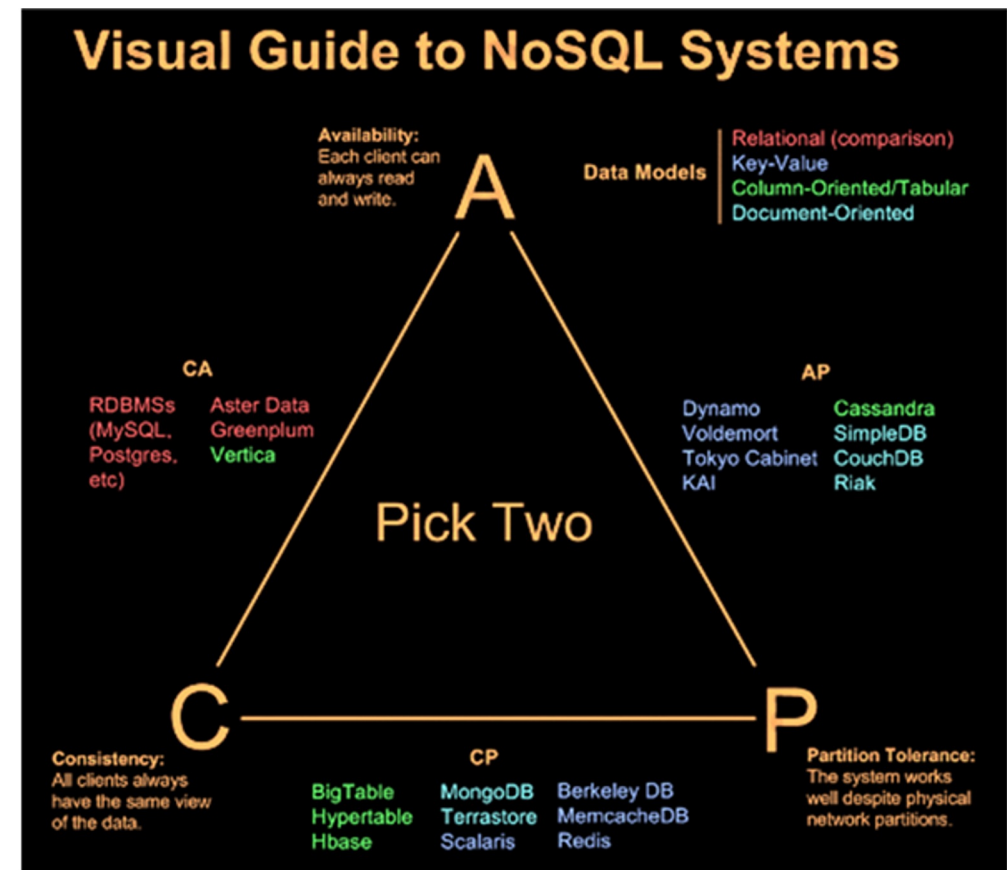 Visual Guide to NoSQL Systems
Availability:
Each client can
always read
and write.
A
Data Models
Relational (comparison)
Key-Value
Column-Oriented/Tabular
Document-Oriented
CA
RDBMSs
(MySQL,
Postgres,
etc)
Aster Data
Greenplum
Vertica
AP
Dynamo
Voldemort
Tokyo Cabinet
KAI
Cassandra
SimpleDB
CouchDB
Riak
Pick Two
C
Consistency:
All clients always
have the same view
of the data.
CP
BigTable
Hypertable
Hbase
MongoDB
Terrastore
Scalaris
Berkeley DB
MemcacheDB
Redis
P
Partition Tolerance:
The system works
well despite physical
network partitions.